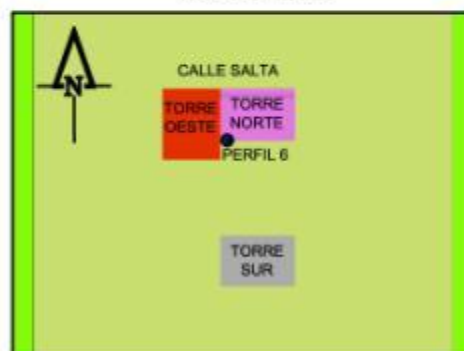 N
CALLE SALTA
TORRE
OESTE
TORRE
NORTE
PERFIL 6
TORRE
SUR